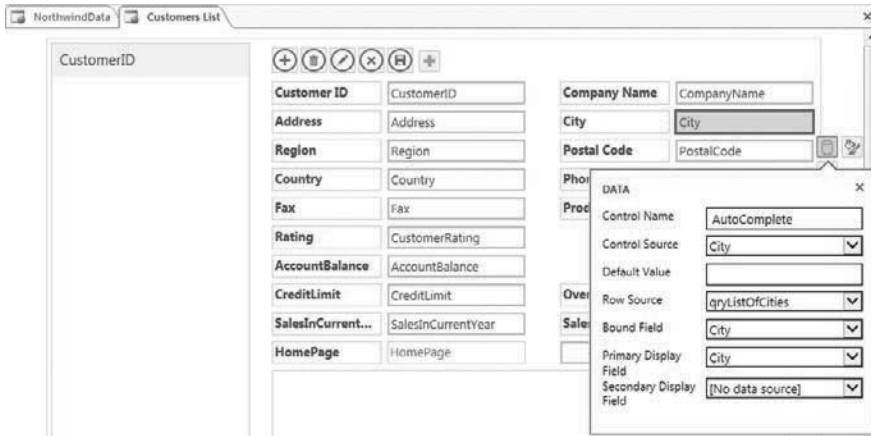 NorthwindData Customers List
CustomerID
Customer ID CustomerID Company Name CompanyName
Address Address City City
Region Region Postal Code PostalCode
Country Country Phor
Fax Fax Prod
Rating CustomerRating
AccountBalance AccountBalance
CreditLimit CreditLimit Over
SalesInCurrent... SalesInCurrentYear Sale
HomePage HomePage
DATA
Control Name AutoComplete
Control Source City
Default Value
Row Source qryListOfCities
Bound Field City
Primary Display Field City
Secondary Display Field [No data source]